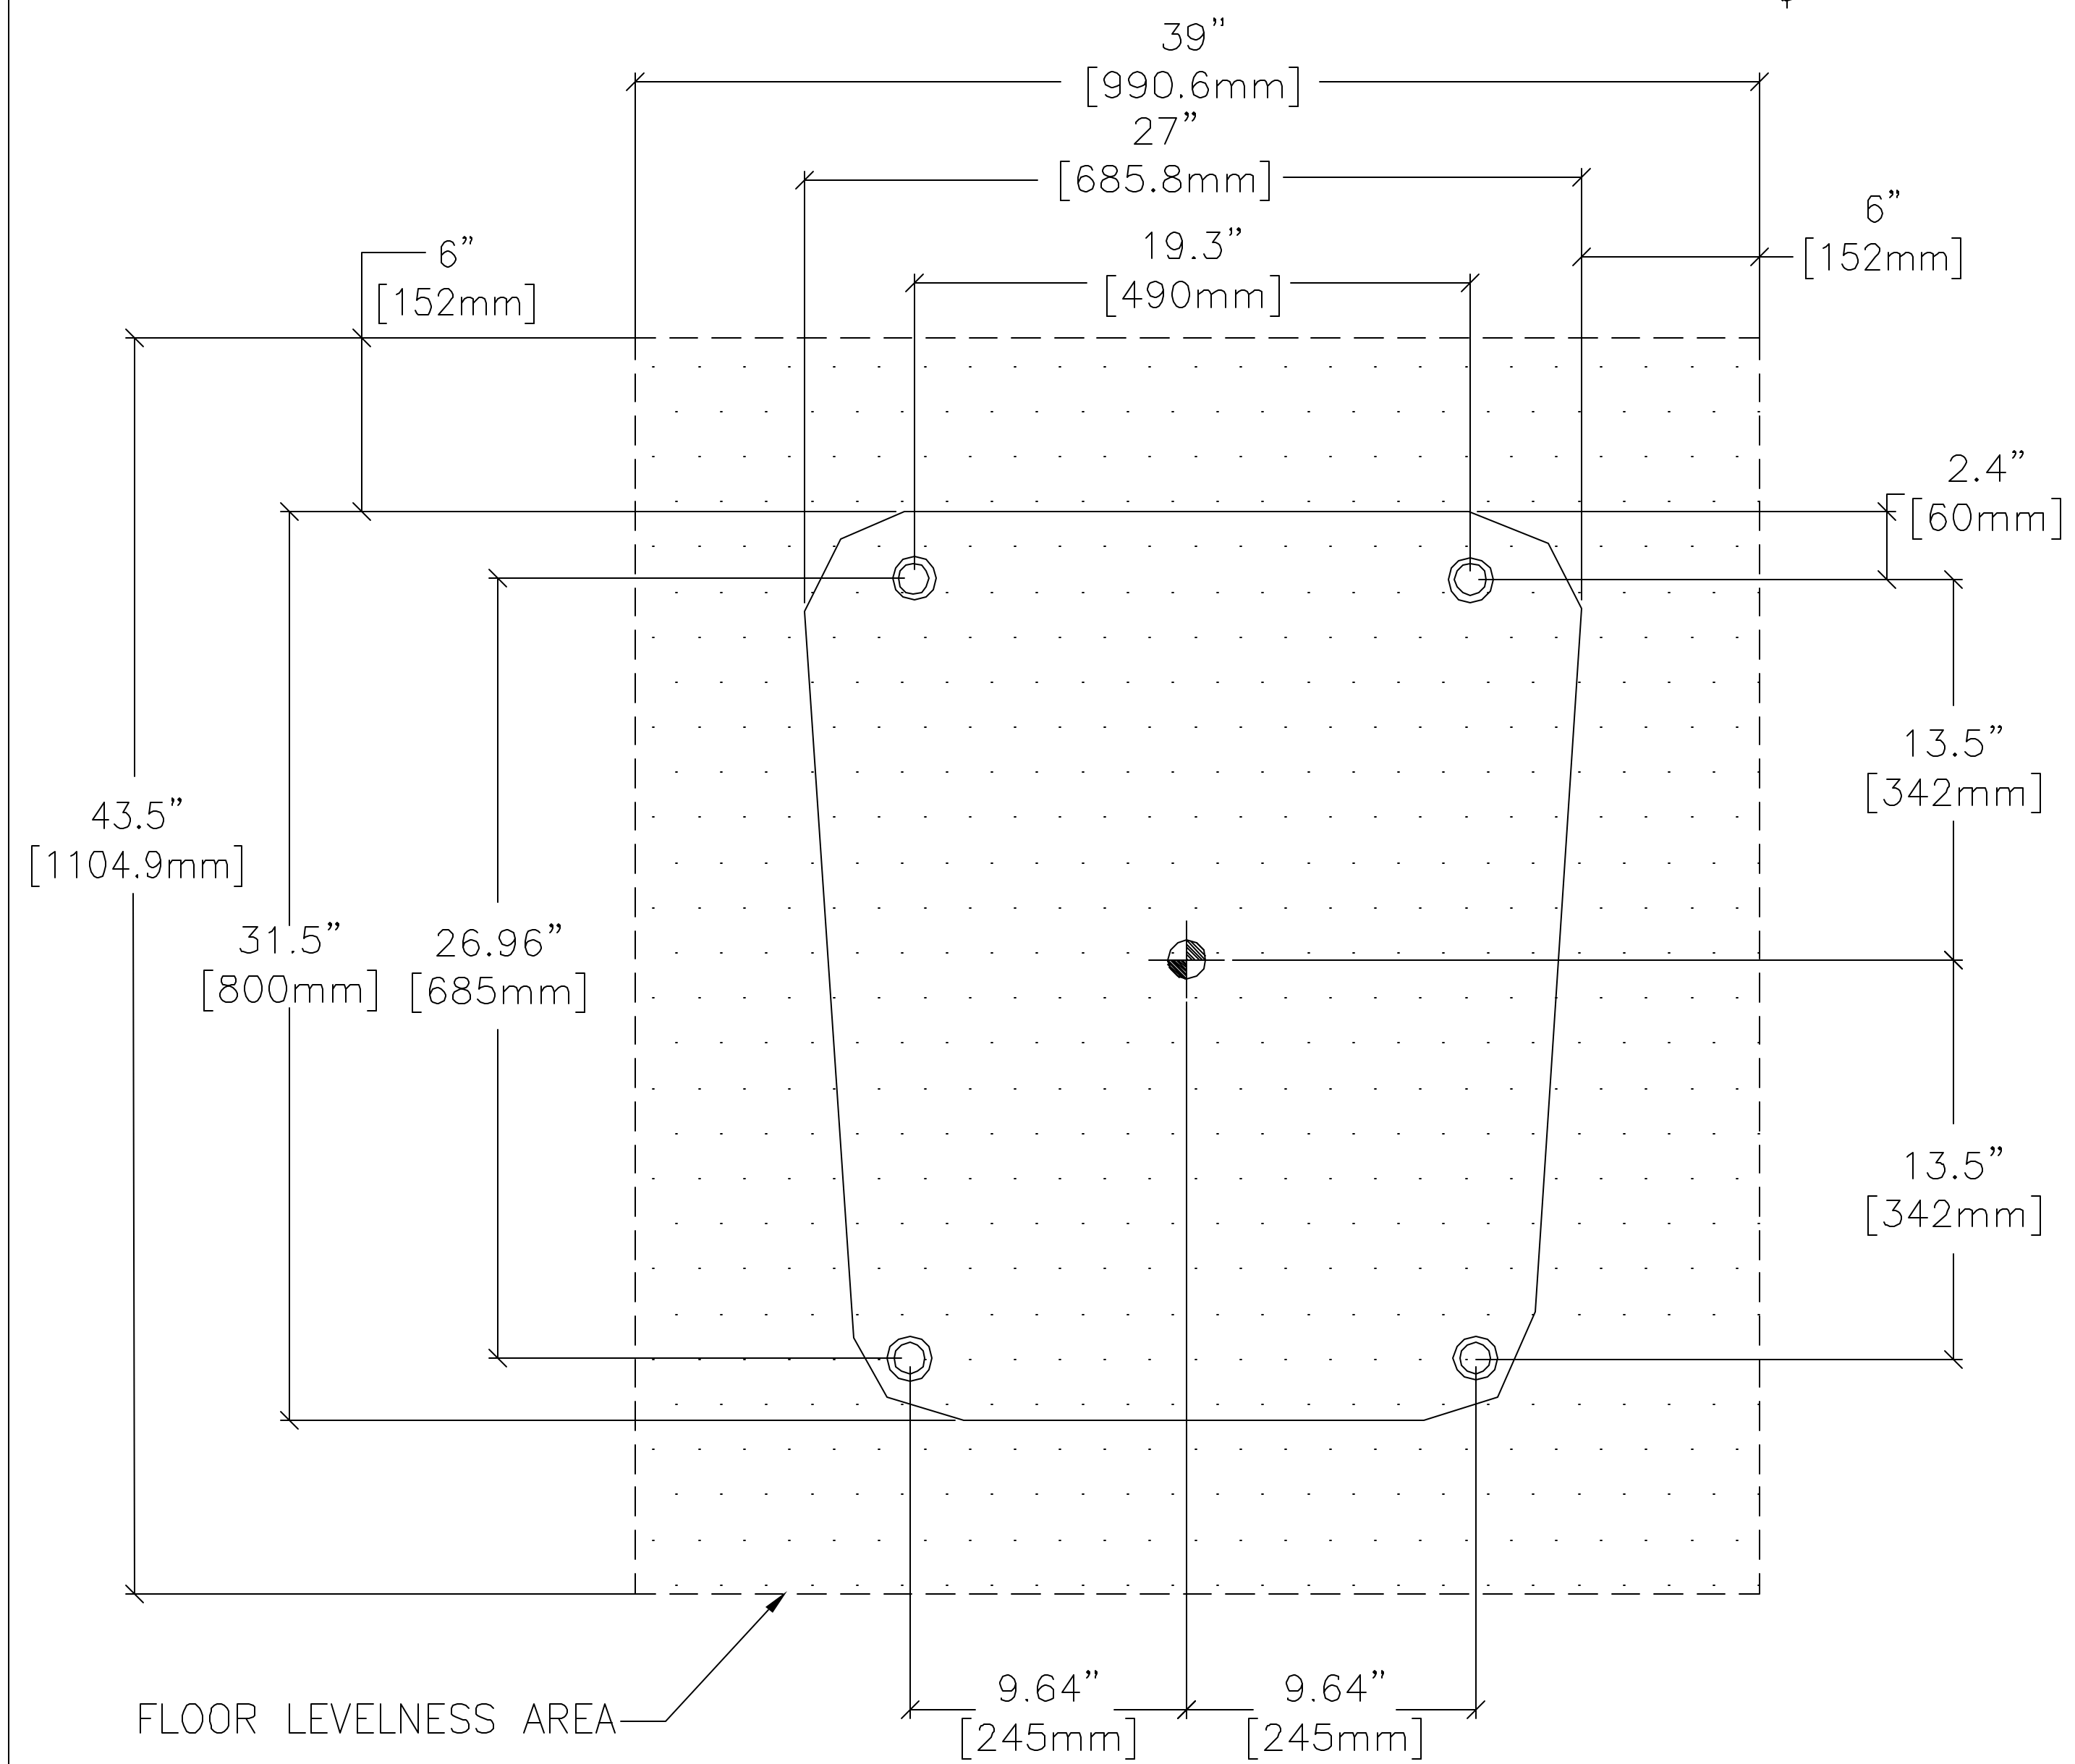 39”
[990.6mm]
27”
[685.8mm]
6”
[152mm]
19.3”
[490mm]
6”
[152mm]
2.4”
[60mm]
13.5”
[342mm]
43.5”
[1104.9mm]
31.5”
[800mm]
26.96”
[685mm]
13.5”
[342mm]
9.64”
[245mm]
9.64”
[245mm]
FLOOR LEVELNESS AREA